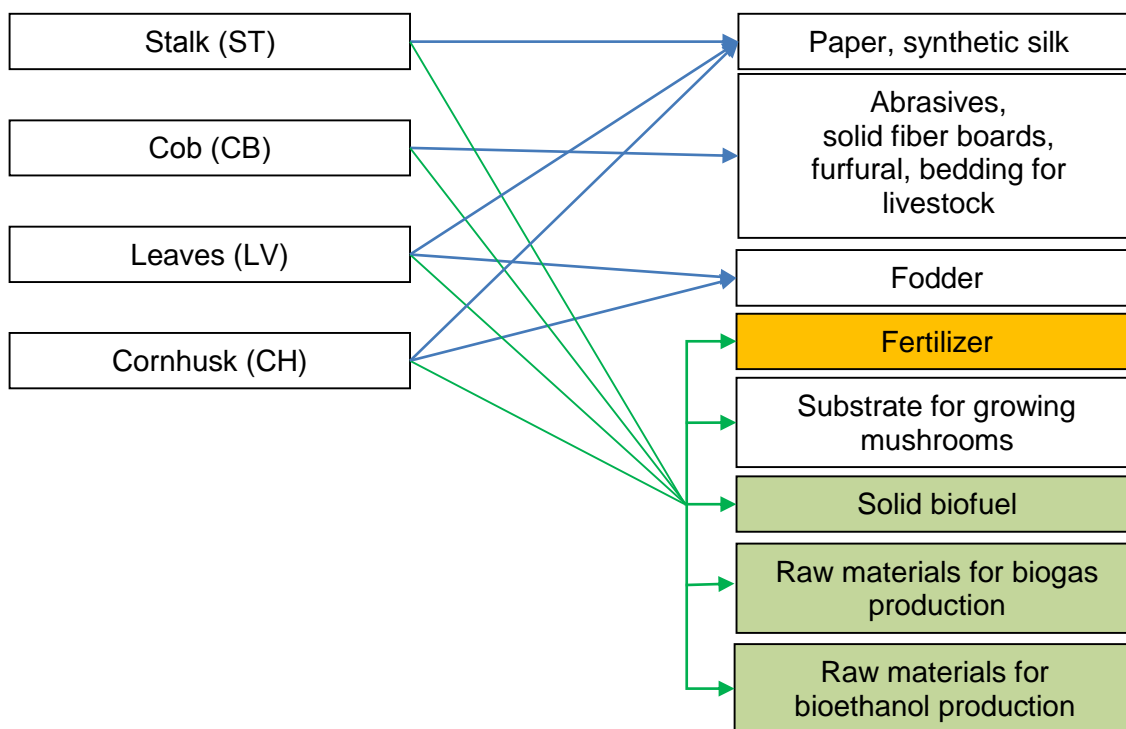 Stalk (ST)
Cob (CB)
Leaves (LV)
Cornhusk (CH)
Paper, synthetic silk
Abrasives,
solid fiber boards,
furfural, bedding for
livestock
Fodder
Fertilizer
Substrate for growing
mushrooms
Solid biofuel
Raw materials for biogas
production
Raw materials for
bioethanol production